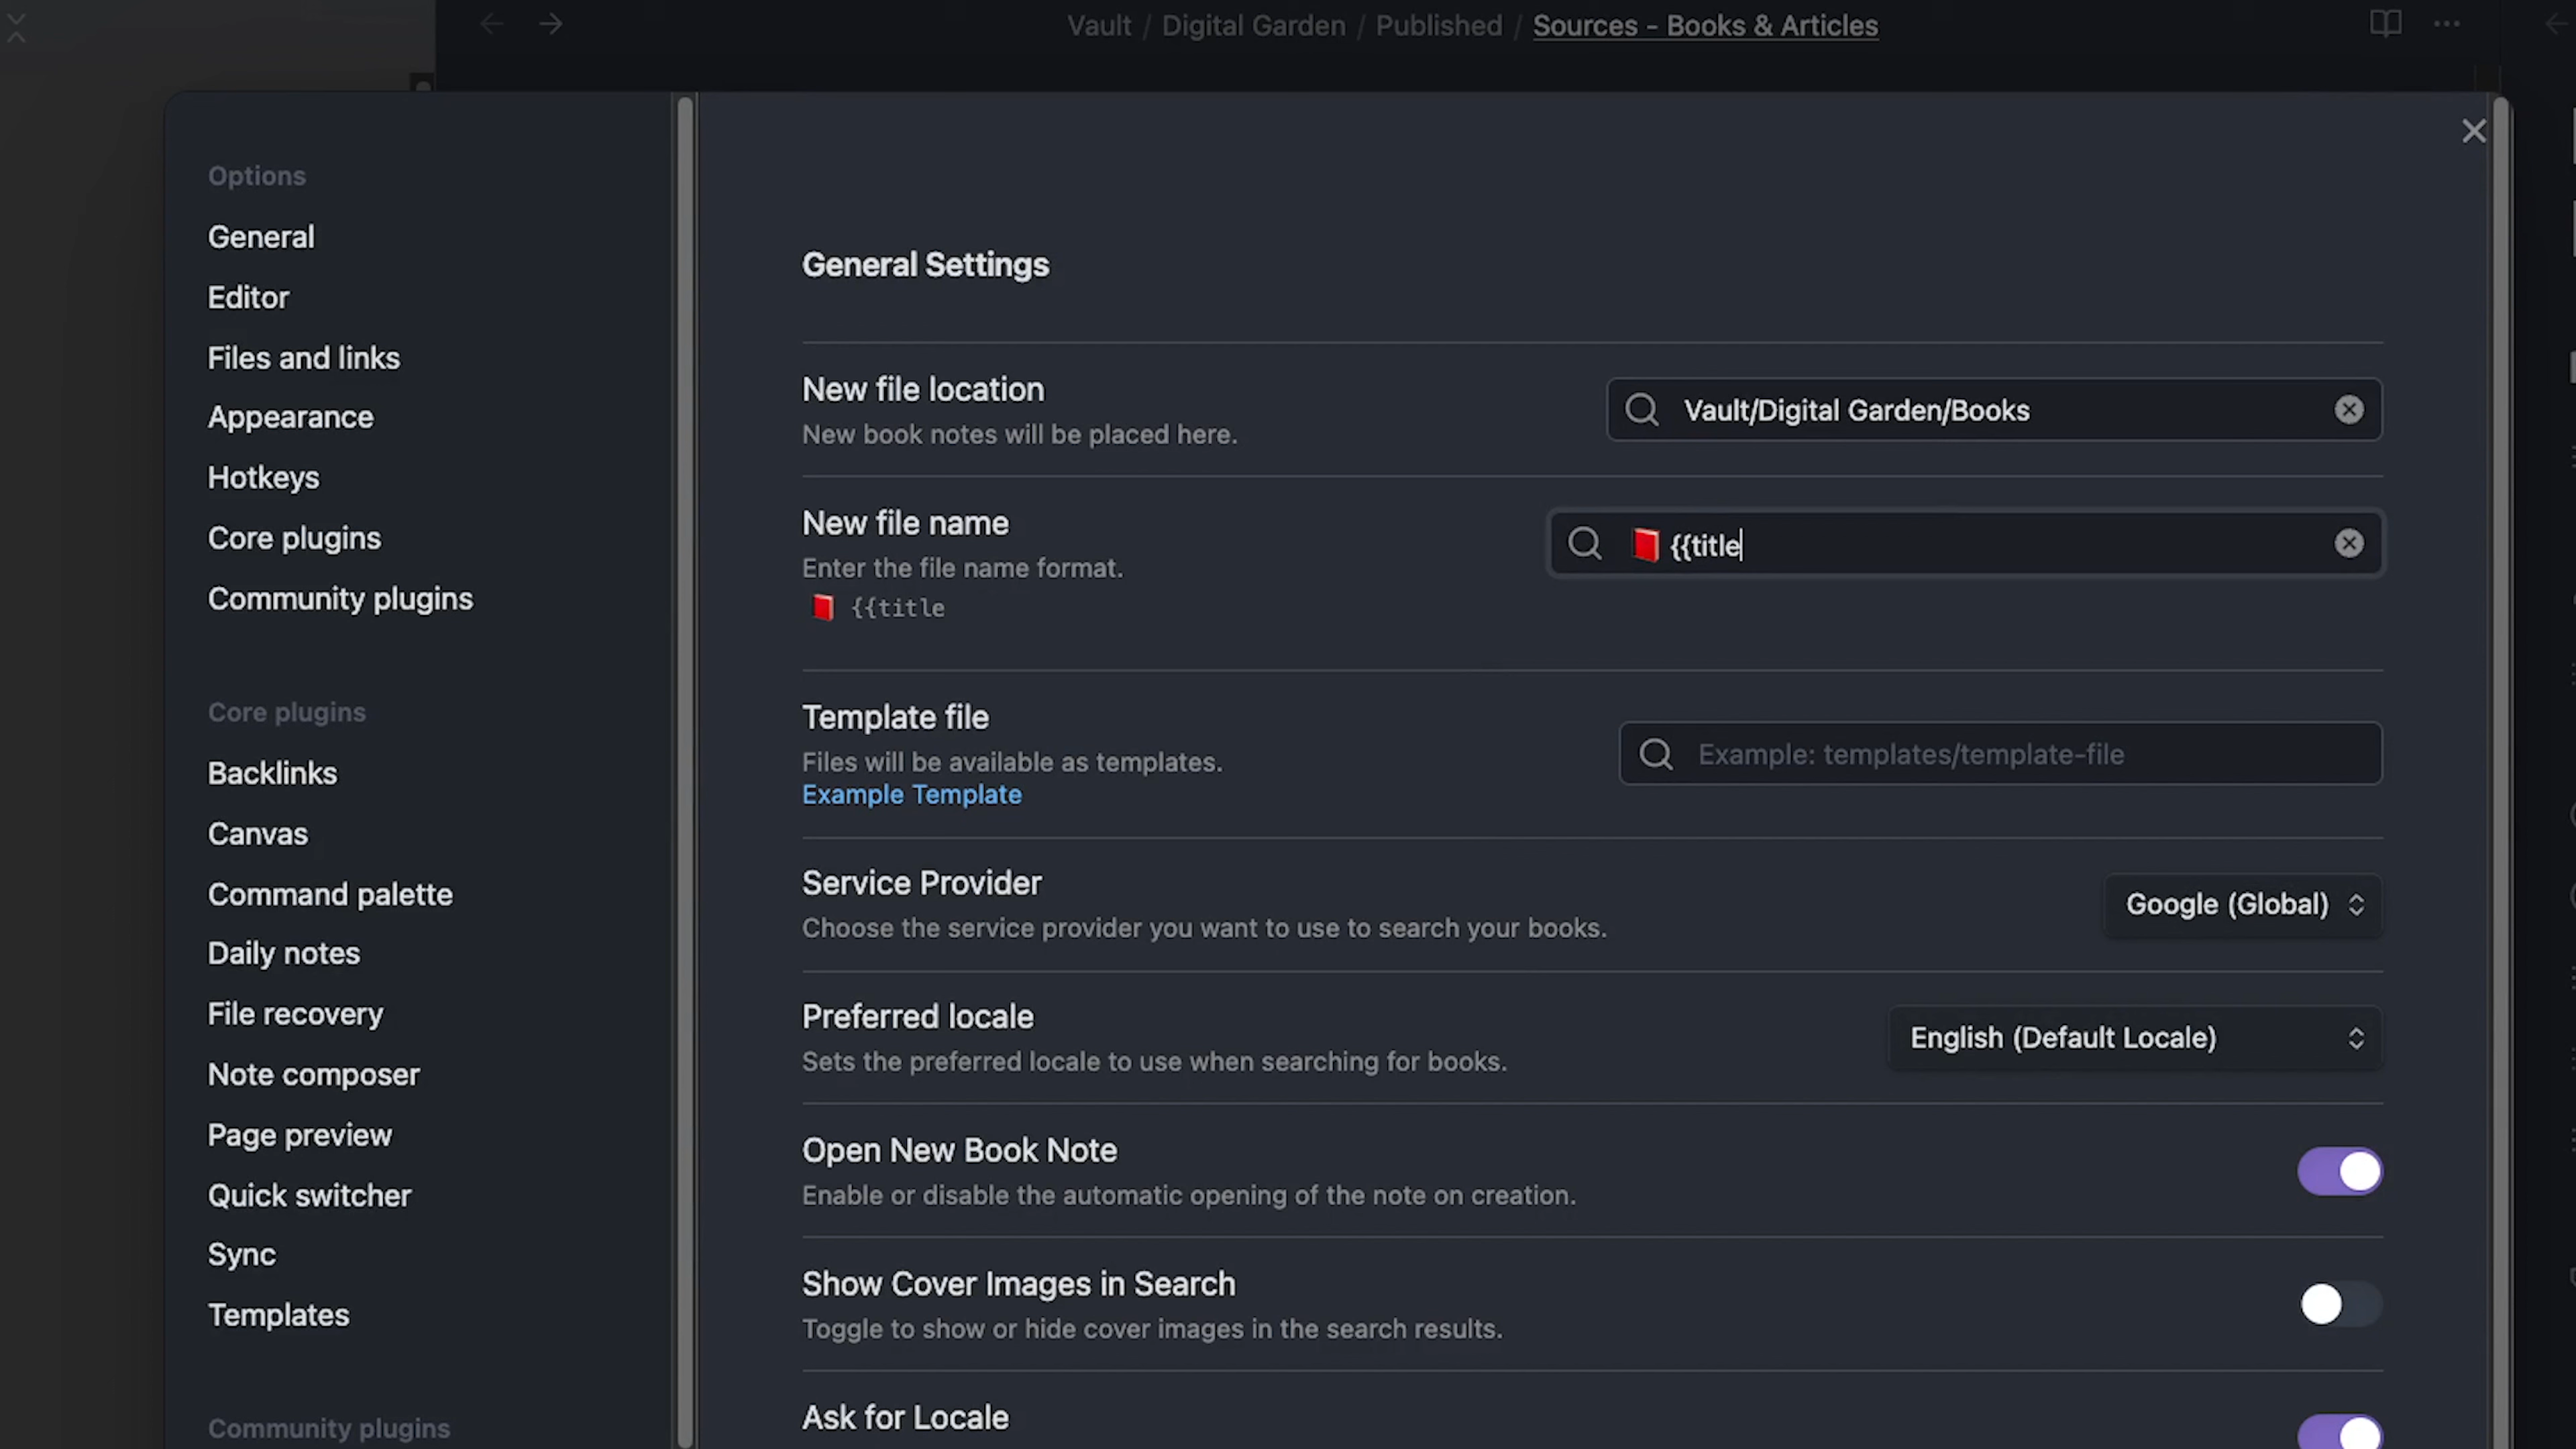 Vault / Digital Garden / Published / Sources - Books & Articles
Options
General
Editor
Files and links
Appearance
Hotkeys
Core plugins
Community plugins
Core plugins
Backlinks
Canvas
Command palette
Daily notes
File recovery
Note composer
Page preview
Quick switcher
Sync
Templates
Community plugins
General Settings
New file location
New book notes will be placed here.
Vault/Digital Garden/Books
New file name
Enter the file name format.
📕 {{title
📕 {{title
Template file
Files will be available as templates.
Example Template
Example: templates/template-file
Service Provider
Choose the service provider you want to use to search your books.
Google (Global)
Preferred locale
Sets the preferred locale to use when searching for books.
English (Default Locale)
Open New Book Note
Enable or disable the automatic opening of the note on creation.
Show Cover Images in Search
Toggle to show or hide cover images in the search results.
Ask for Locale